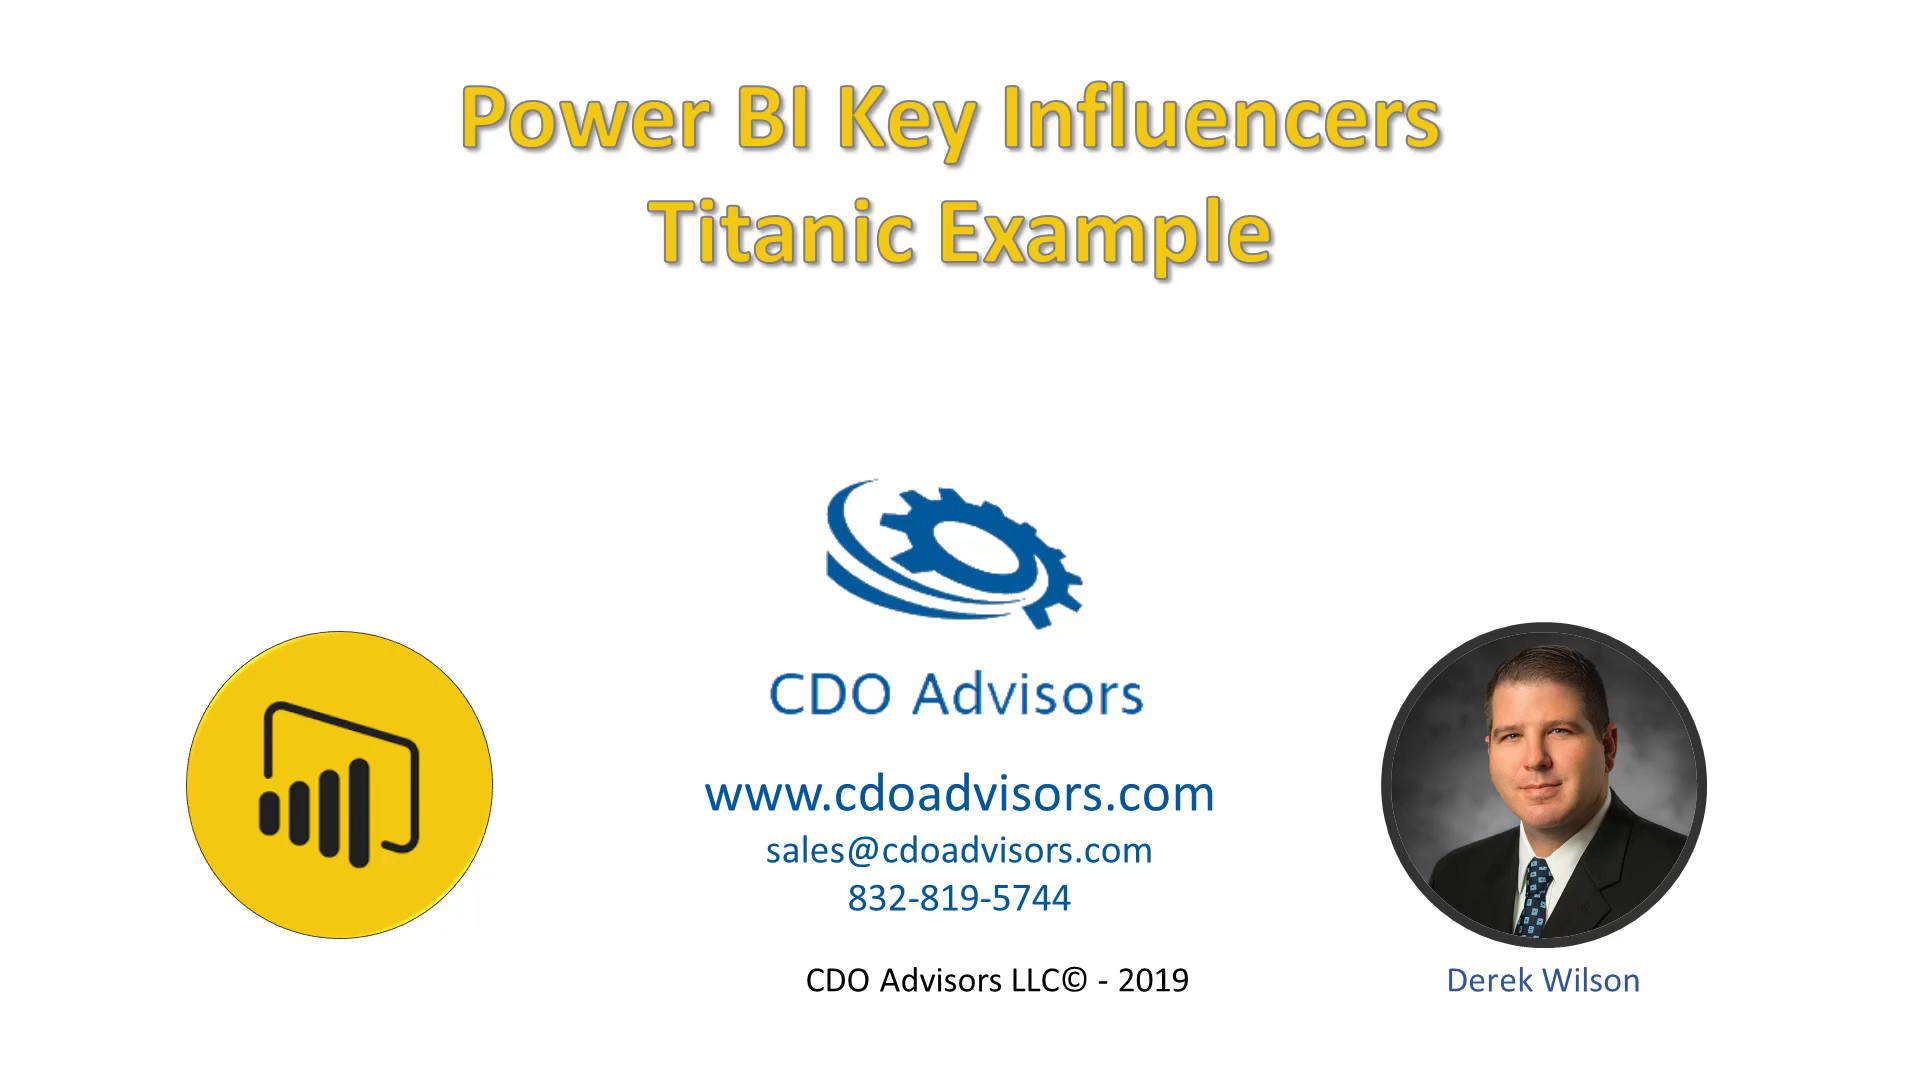 Power BI Key Influencers
Titanic Example
CDO Advisors
www.cdoadvisors.com
sales@cdoadvisors.com
832-819-5744
CDO Advisors LLC© - 2019
Derek Wilson